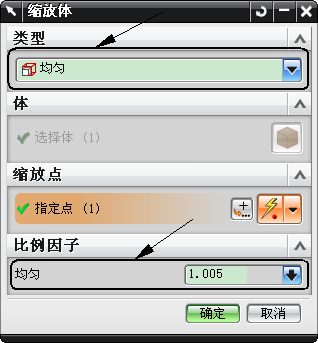 缩放体
类型
均匀
体
选择体 (1)
缩放点
指定点 (1)
比例因子
均匀 1.005
确定 取消